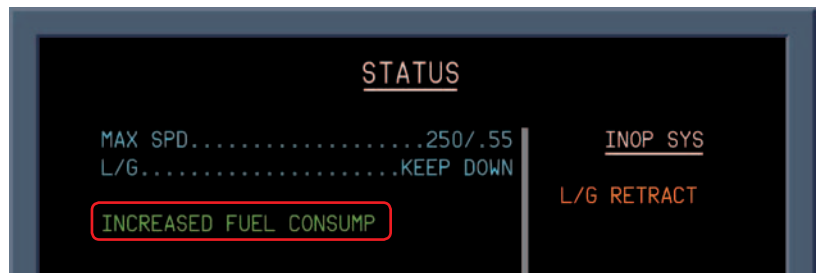 STATUS
MAX SPD...................250/.55
L/G.....................KEEP DOWN
INCREASED FUEL CONSUMP
INOP SYS
L/G RETRACT